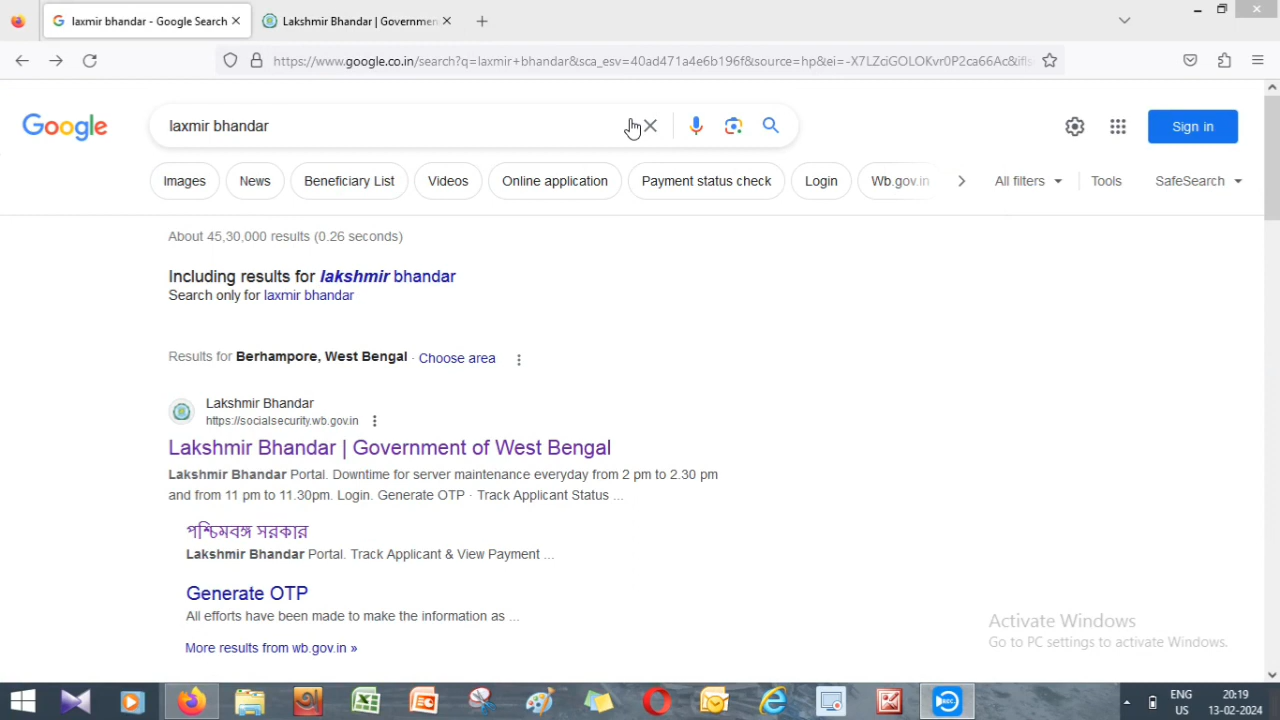 laxmir bhandar - Google Search
Lakshmir Bhandar | Governmen
https://www.google.co.in/search?q=laxmir+bhandar&sca_esv=40ad471a4e6b196f&source=hp&ei=-X7LZciGOLOKvr0P2ca66Ac&ifls
Google
laxmir bhandar
Sign in
Images
News
Beneficiary List
Videos
Online application
Payment status check
Login
Wb.gov.in
All filters
Tools
SafeSearch
About 45,30,000 results (0.26 seconds)
Including results for lakshmir bhandar
Search only for laxmir bhandar
Results for Berhampore, West Bengal · Choose area
Lakshmir Bhandar
https://socialsecurity.wb.gov.in
Lakshmir Bhandar | Government of West Bengal
Lakshmir Bhandar Portal. Downtime for server maintenance everyday from 2 pm to 2.30 pm
and from 11 pm to 11.30pm. Login. Generate OTP · Track Applicant Status ...
পশ্চিমবঙ্গ সরকার
Lakshmir Bhandar Portal. Track Applicant & View Payment ...
Generate OTP
All efforts have been made to make the information as ...
More results from wb.gov.in »
Activate Windows
Go to PC settings to activate Windows.
REC
ENG
US
20:19
13-02-2024